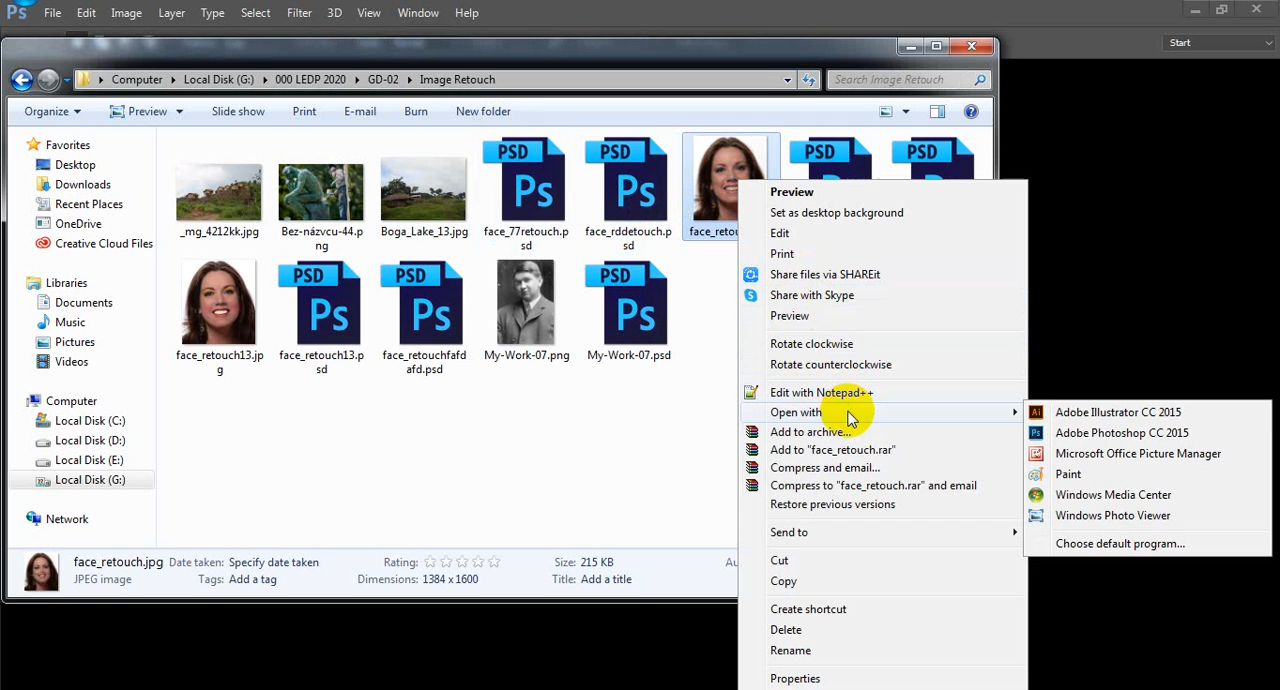 Ps File Edit Image Layer Type Select Filter 3D View Window Help
Start
Computer Local Disk (G:) 000 LEDP 2020 GD-02 Image Retouch
Search Image Retouch
Organize Preview Slide show Print E-mail Burn New folder
Favorites
Desktop
Downloads
Recent Places
OneDrive
Creative Cloud Files
Libraries
Documents
Music
Pictures
Videos
Computer
Local Disk (C:)
Local Disk (D:)
Local Disk (E:)
Local Disk (G:)
Network
PSD PSD PSD PSD
Ps Ps
_mg_4212kk.jpg
Bez-názvcu-44.p
ng
Boga_Lake_13.jpg
face_77retouch.p
sd
face_rddetouch.p
sd
face_retou
PSD PSD PSD
Ps Ps Ps
face_retouch13.jp
g
face_retouch13.p
sd
face_retouchfafd
afd.psd
My-Work-07.png
My-Work-07.psd
Preview
Set as desktop background
Edit
Print
Share files via SHAREit
S Share with Skype
Preview
Rotate clockwise
Rotate counterclockwise
Edit with Notepad++
Open with
Add to archive...
Add to "face_retouch.rar"
Compress and email...
Compress to "face_retouch.rar" and email
Restore previous versions
Send to
Cut
Copy
Create shortcut
Delete
Rename
Properties
Ai Adobe Illustrator CC 2015
Ps Adobe Photoshop CC 2015
Microsoft Office Picture Manager
Paint
Windows Media Center
Windows Photo Viewer
Choose default program...
face_retouch.jpg Date taken: Specify date taken Rating: Size: 215 KB Au
JPEG image Tags: Add a tag Dimensions: 1384 x 1600 Title: Add a title